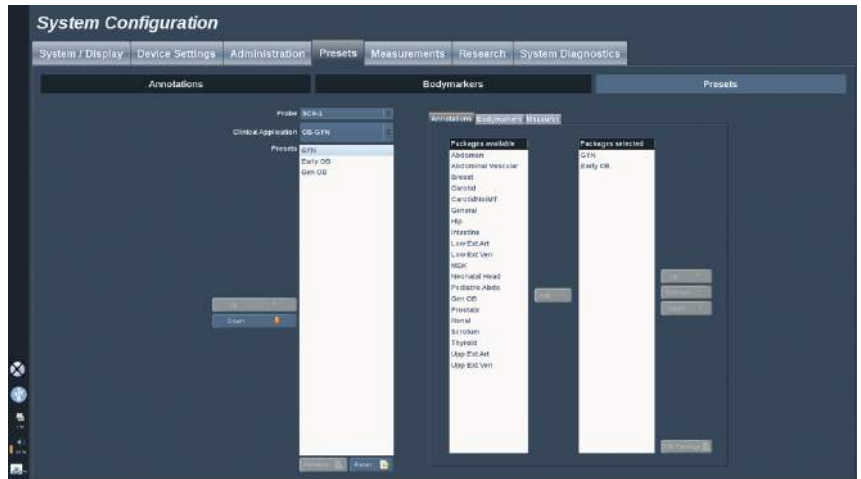 System Configuration
System / Display
Device Settings
Administration
Presets
Measurements
Research
System Diagnostics
Annotations
Bodymarkers
Presets
Probe
Clinical Application
OB-GYN
Presets
GYN
Early OB
Gen OB
Down
Reset
Annotations
Bodymarkers
Measures
Packages available
Abdomen
Abdominal Vascular
Breast
Carotid
General
Hip
Intestine
Low Ext Art
Low Ext Ven
MSK
Neonatal Head
Pediatric Abdo
Gen OB
Prostate
Renal
Scrotum
Thyroid
Upp Ext Art
Upp Ext Ven
Add
Packages selected
GYN
Early OB
Up